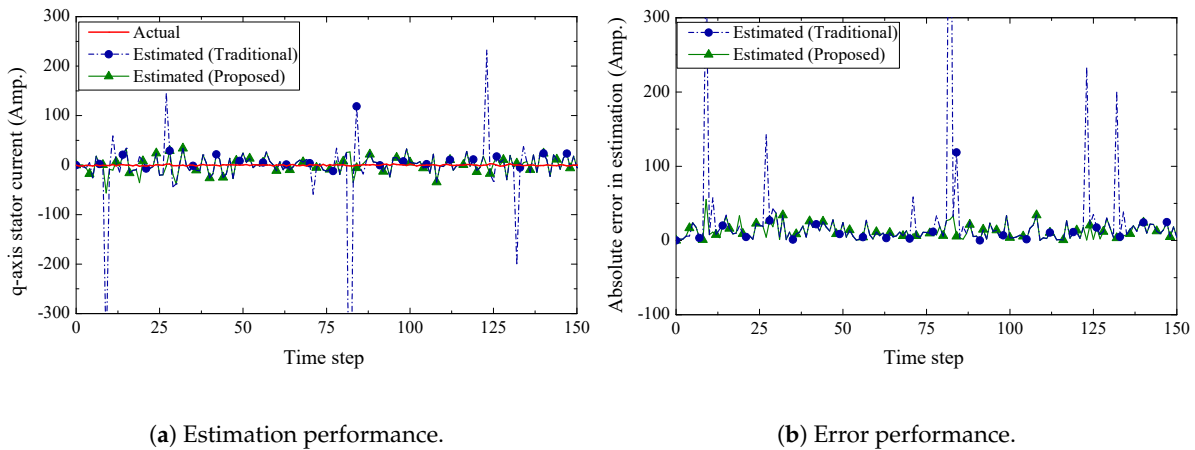 Actual
Estimated (Traditional)
Estimated (Proposed)
q-axis stator current (Amp.)
300
200
100
0
-100
-200
-300
0
25
50
75
100
125
150
Time step
(a) Estimation performance.
Estimated (Traditional)
Estimated (Proposed)
Absolute error in estimation (Amp.)
300
200
100
0
-100
0
25
50
75
100
125
150
Time step
(b) Error performance.